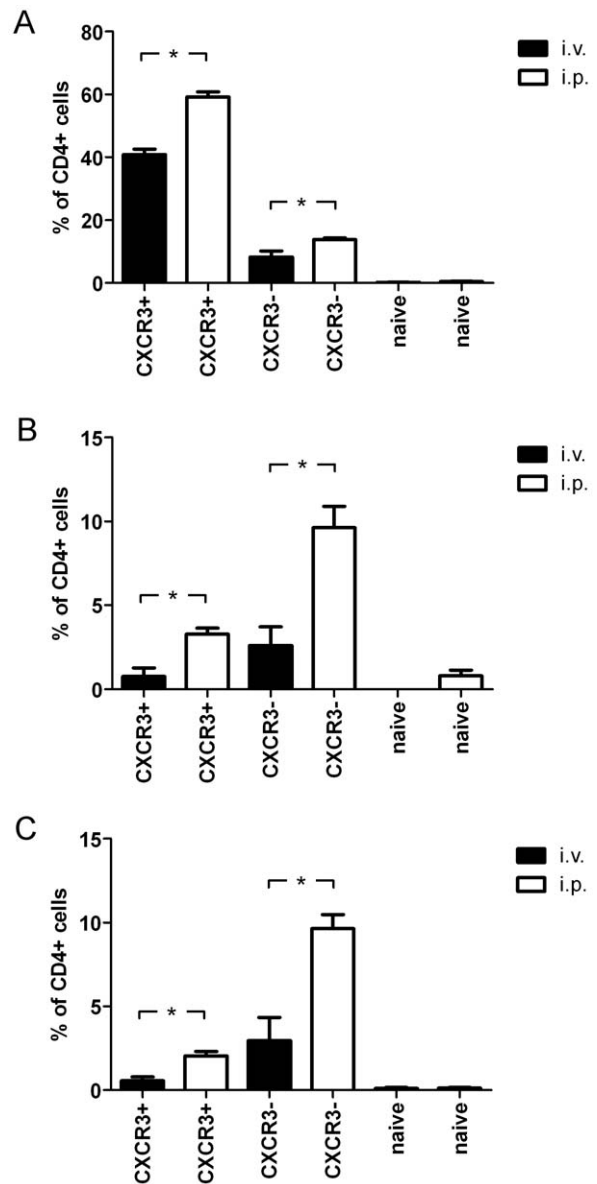 A
% of CD4+ cells
80
60
40
20
0
*
*
i.v.
i.p.
CXCR3+
CXCR3+
CXCR3-
CXCR3-
naive
naive
B
% of CD4+ cells
15
10
5
0
*
*
i.v.
i.p.
CXCR3+
CXCR3+
CXCR3-
CXCR3-
naive
naive
C
% of CD4+ cells
15
10
5
0
*
*
i.v.
i.p.
CXCR3+
CXCR3+
CXCR3-
CXCR3-
naive
naive